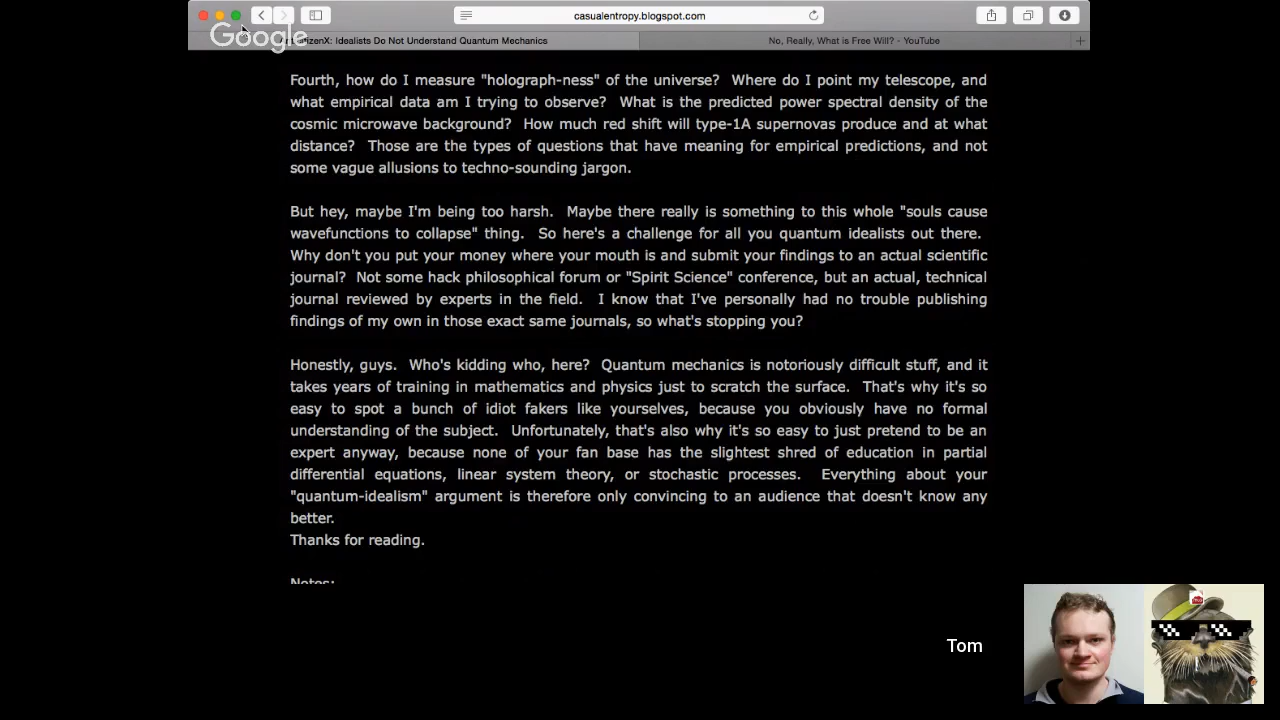 casualentropy.blogspot.com
Google
izenX: Idealists Do Not Understand Quantum Mechanics
No, Really, What is Free Will? - YouTube
Fourth, how do I measure "holograph-ness" of the universe? Where do I point my telescope, and
what empirical data am I trying to observe? What is the predicted power spectral density of the
cosmic microwave background? How much red shift will type-1A supernovas produce and at what
distance? Those are the types of questions that have meaning for empirical predictions, and not
some vague allusions to techno-sounding jargon.
But hey, maybe I'm being too harsh. Maybe there really is something to this whole "souls cause
wavefunctions to collapse" thing. So here's a challenge for all you quantum idealists out there.
Why don't you put your money where your mouth is and submit your findings to an actual scientific
journal? Not some hack philosophical forum or "Spirit Science" conference, but an actual, technical
journal reviewed by experts in the field. I know that I've personally had no trouble publishing
findings of my own in those exact same journals, so what's stopping you?
Honestly, guys. Who's kidding who, here? Quantum mechanics is notoriously difficult stuff, and it
takes years of training in mathematics and physics just to scratch the surface. That's why it's so
easy to spot a bunch of idiot fakers like yourselves, because you obviously have no formal
understanding of the subject. Unfortunately, that's also why it's so easy to just pretend to be an
expert anyway, because none of your fan base has the slightest shred of education in partial
differential equations, linear system theory, or stochastic processes. Everything about your
"quantum-idealism" argument is therefore only convincing to an audience that doesn't know any
better.
Thanks for reading.
Notes:
Tom